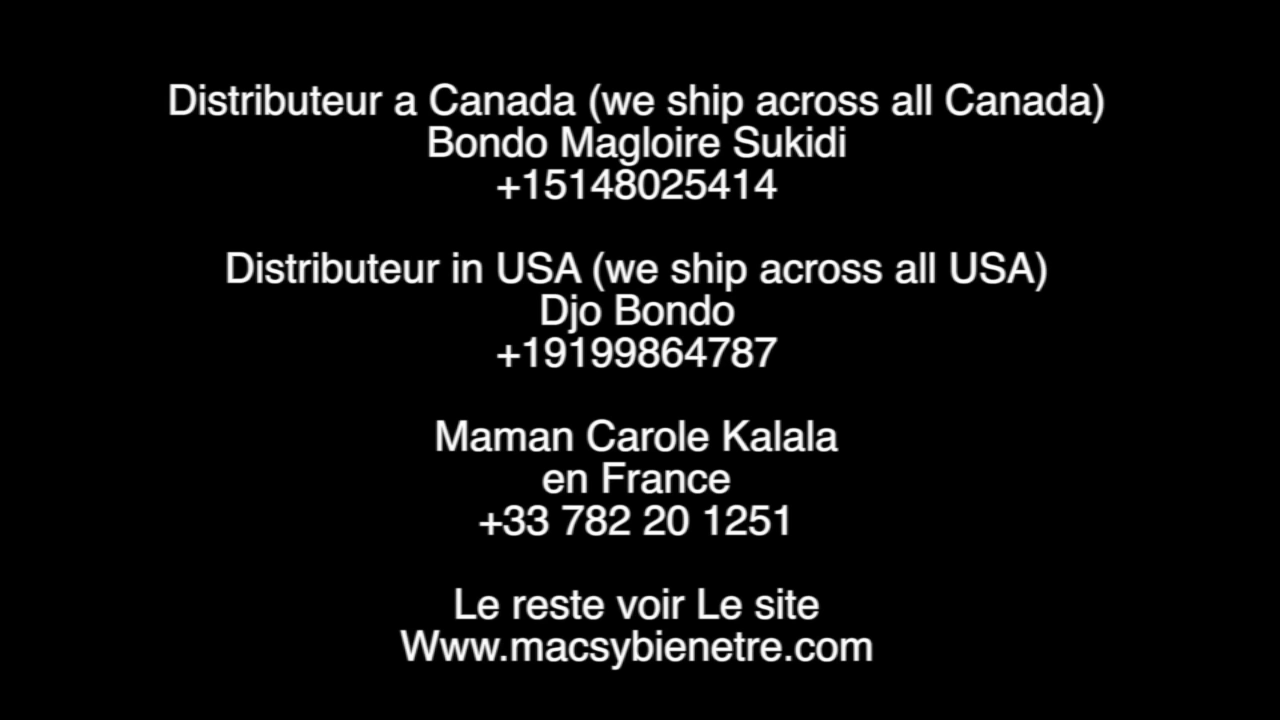 Distributeur a Canada (we ship across all Canada)
Bondo Magloire Sukidi
+15148025414
Distributeur in USA (we ship across all USA)
Djo Bondo
+19199864787
Maman Carole Kalala
en France
+33 782 20 1251
Le reste voir Le site
Www.macsybienetre.com